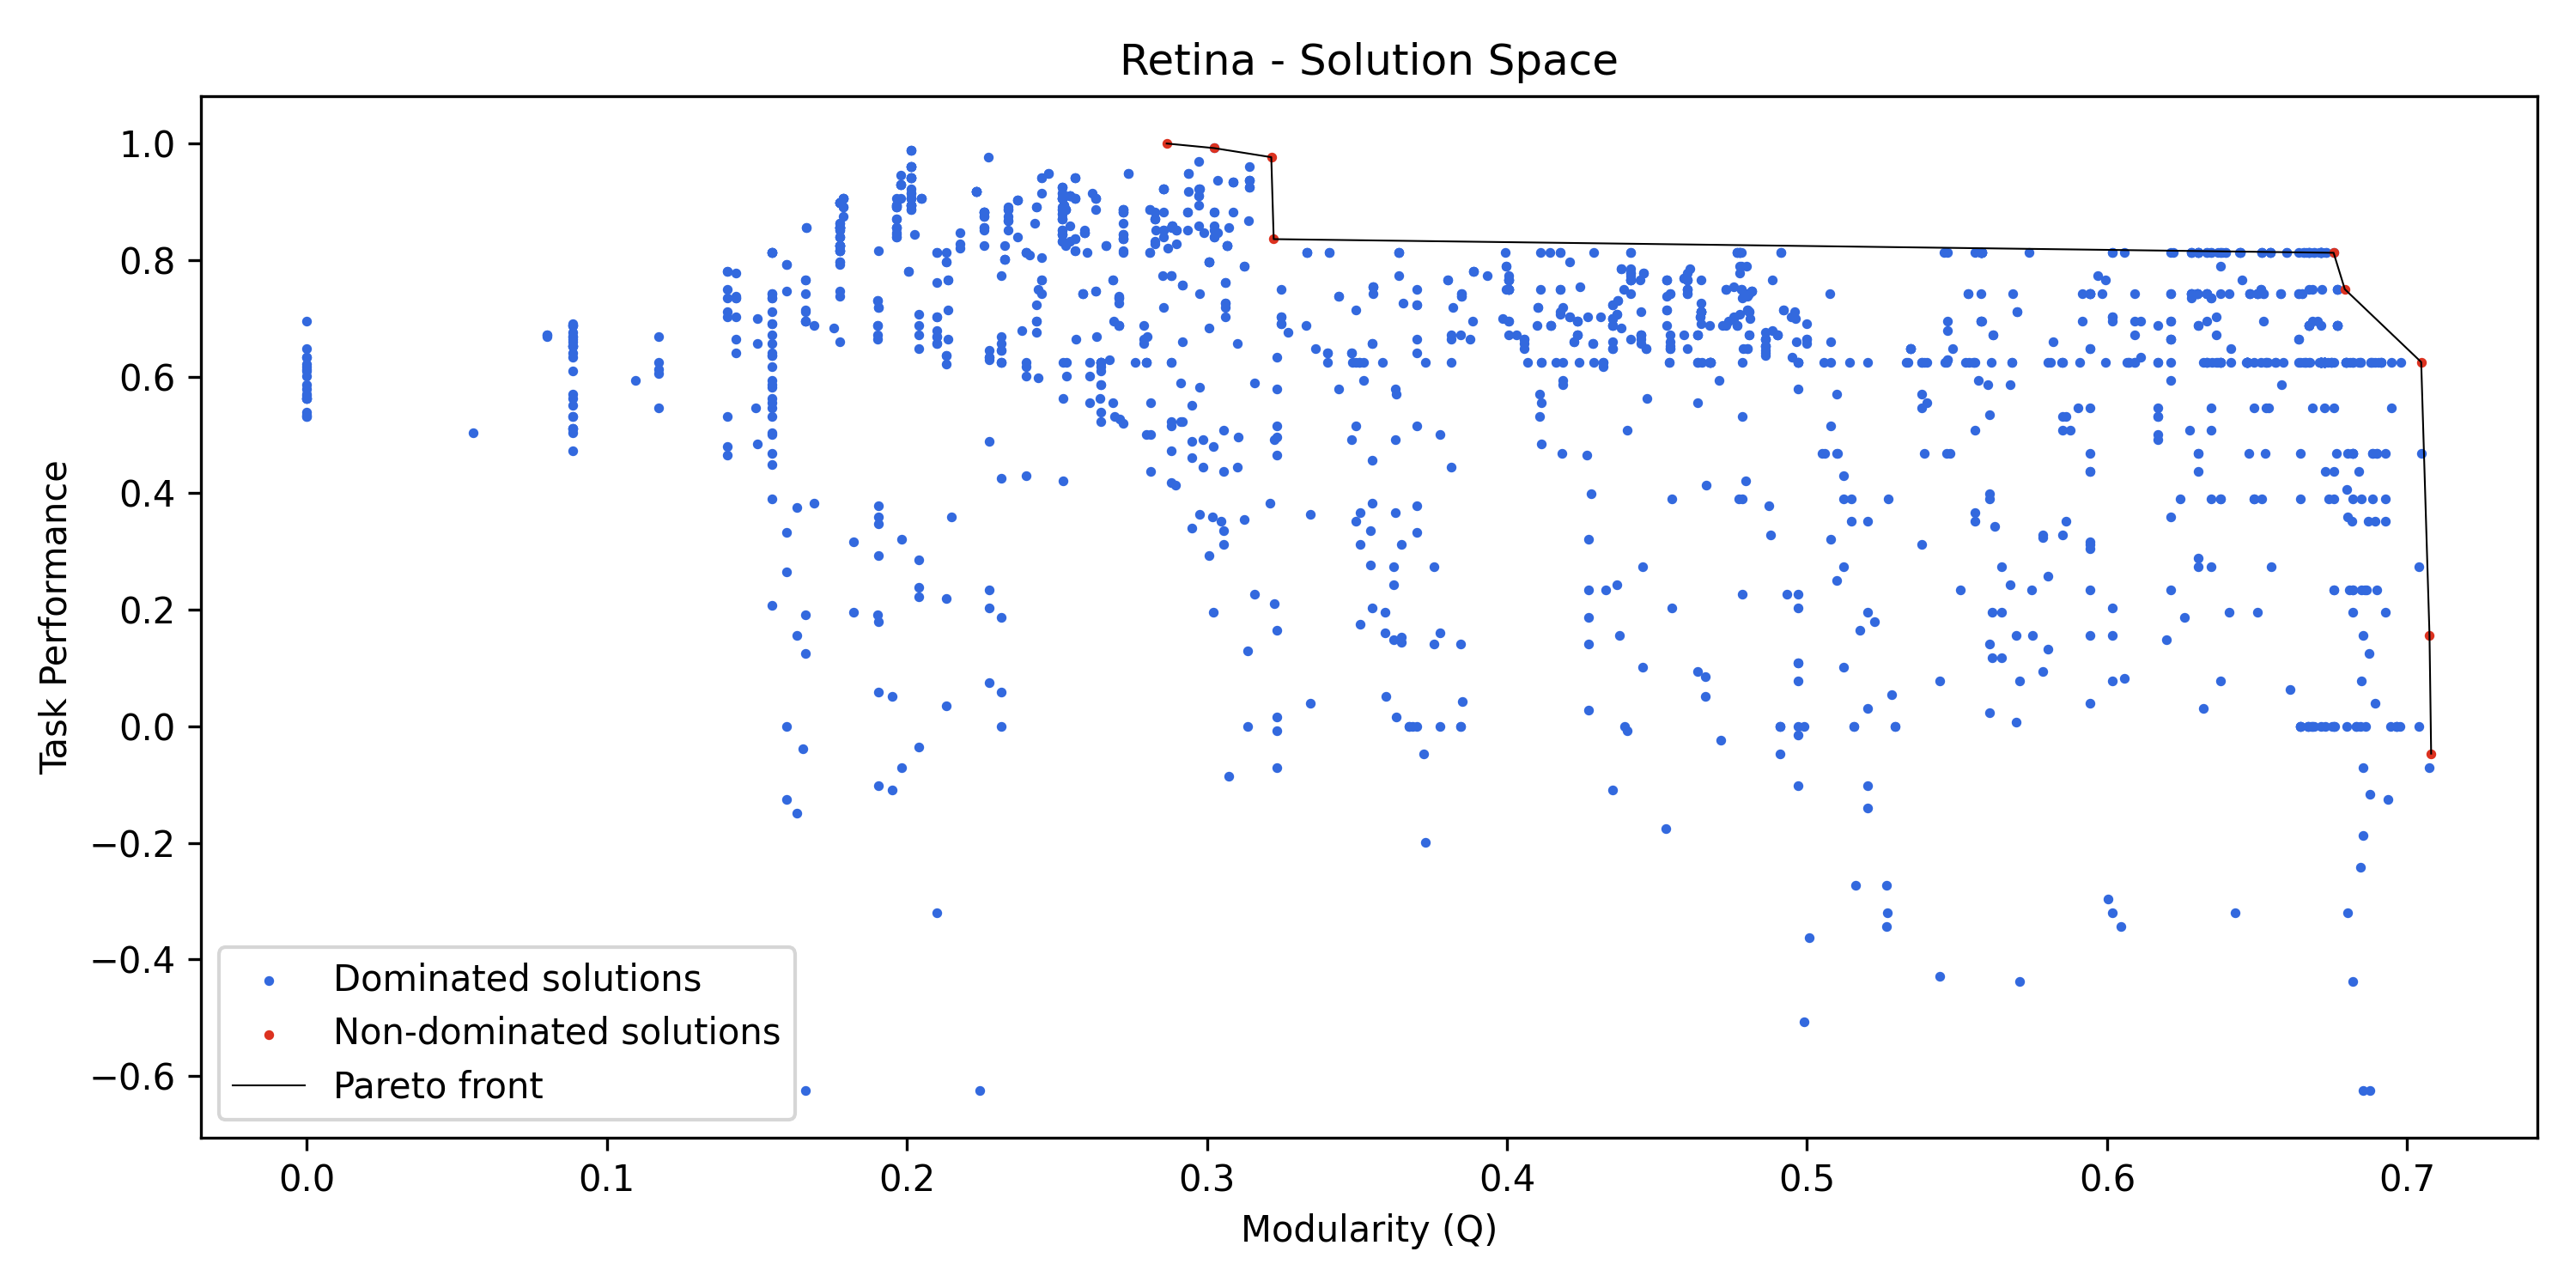 Retina - Solution Space
Task Performance
1.0
0.8
0.6
0.4
0.2
0.0
−0.2
−0.4
−0.6
Dominated solutions
Non-dominated solutions
Pareto front
0.0 0.1 0.2 0.3 0.4 0.5 0.6 0.7
Modularity (Q)